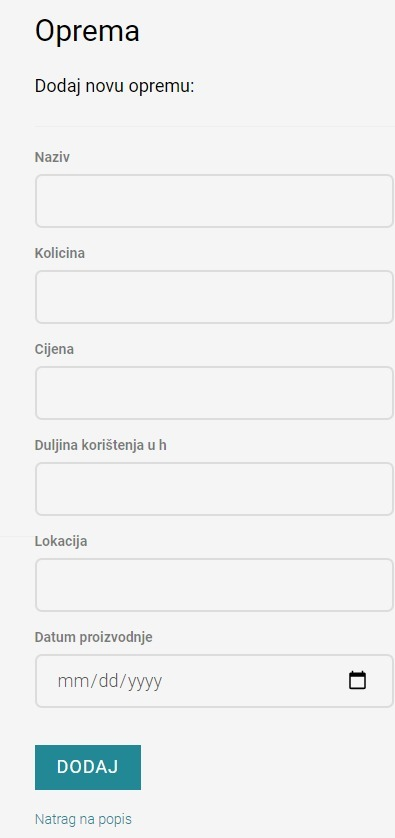 Oprema
Dodaj novu opremu:
Naziv
Kolicina
Cijena
Duljina korištenja u h
Lokacija
Datum proizvodnje
mm/dd/yyyy
DODAJ
Natrag na popis